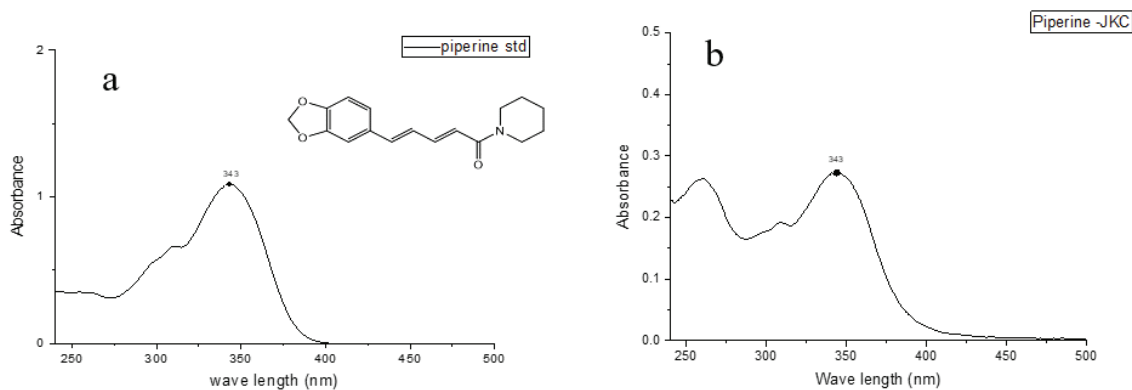 a
piperine std
O
O
N
O
343
2
1
0
Absorbance
250
300
350
400
450
500
wave length (nm)
b
Piperine -JKC
343
0.5
0.4
0.3
0.2
0.1
0.0
Absorbance
250
300
350
400
450
500
Wave length (nm)